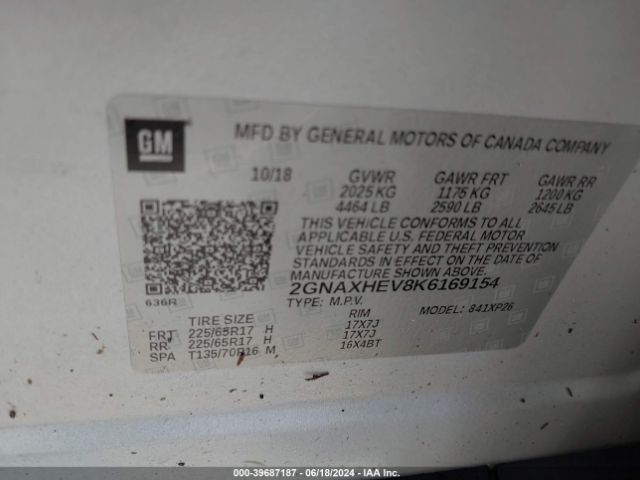 GM
MFD BY GENERAL MOTORS OF CANADA COMPANY
10/18 GVWR GAWR FRT GAWR RR
2025 KG 1175 KG 1200 KG
4464 LB 2590 LB 2645 LB
THIS VEHICLE CONFORMS TO ALL
APPLICABLE U.S. FEDERAL MOTOR
VEHICLE SAFETY AND THEFT PREVENTION
STANDARDS IN EFFECT ON THE DATE OF
MANUFACTURE SHOWN ABOVE.
2GNAXHEV8K6169154
636R
TYPE: M.P.V. MODEL: 841XP26
TIRE SIZE RIM
FRT 225/65R17 H 17X7J
RR 225/65R17 H 17X7J
SPA T135/70R16 M 16X4BT
000-39687187 - 06/18/2024 - IAA Inc.